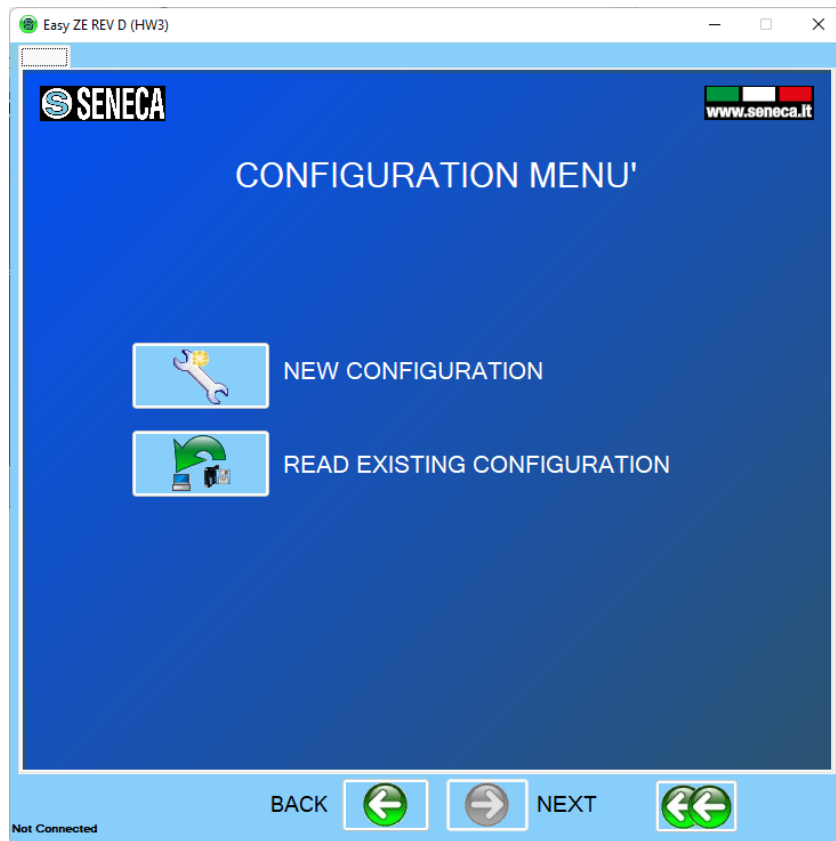 Easy ZE REV D (HW3)
SENECA
www.seneca.it
CONFIGURATION MENU'
NEW CONFIGURATION
READ EXISTING CONFIGURATION
BACK
NEXT
Not Connected